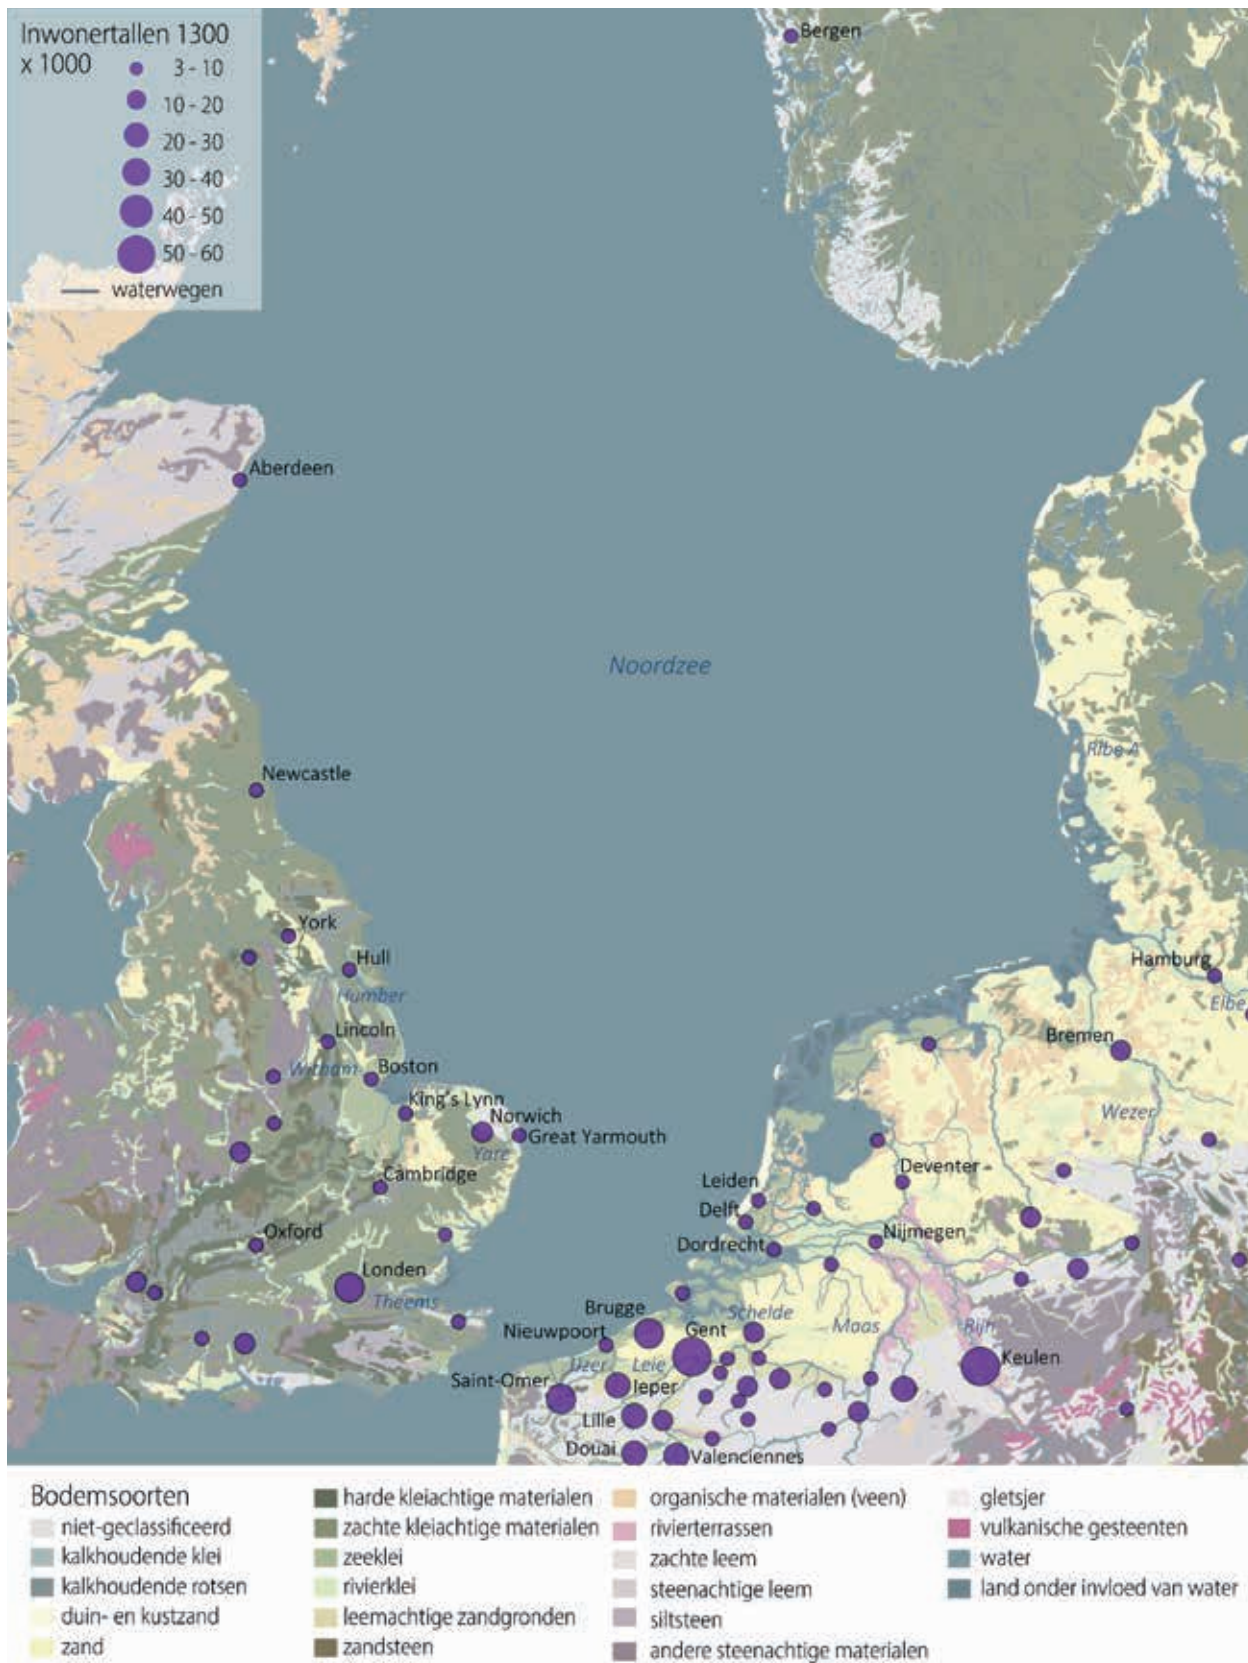 Inwonertallen 1300
x 1000
3 - 10
10 - 20
20 - 30
30 - 40
40 - 50
50 - 60
waterwegen
Bergen
Aberdeen
Noordzee
Newcastle
Ribe A
York
Hull
Humber
Hamburg
Elbe
Lincoln
Bremen
Witham
Boston
King's Lynn
Norwich
Great Yarmouth
Yare
Wezer
Cambridge
Deventer
Leiden
Delft
Oxford
Dordrecht
Nijmegen
Londen
Theems
Brugge
Schelde
Nieuwpoort
Gent
Maas
Rijn
IJzer
Leie
Keulen
Saint-Omer
Ieper
Lille
Douai
Valenciennes
Bodemsoorten
niet-geclassificeerd
kalkhoudende klei
kalkhoudende rotsen
duin- en kustzand
zand
harde kleiachtige materialen
zachte kleiachtige materialen
zeeklei
rivierklei
leemachtige zandgronden
zandsteen
organische materialen (veen)
rivierterrassen
zachte leem
steenachtige leem
siltsteen
andere steenachtige materialen
gletsjer
vulkanische gesteenten
water
land onder invloed van water